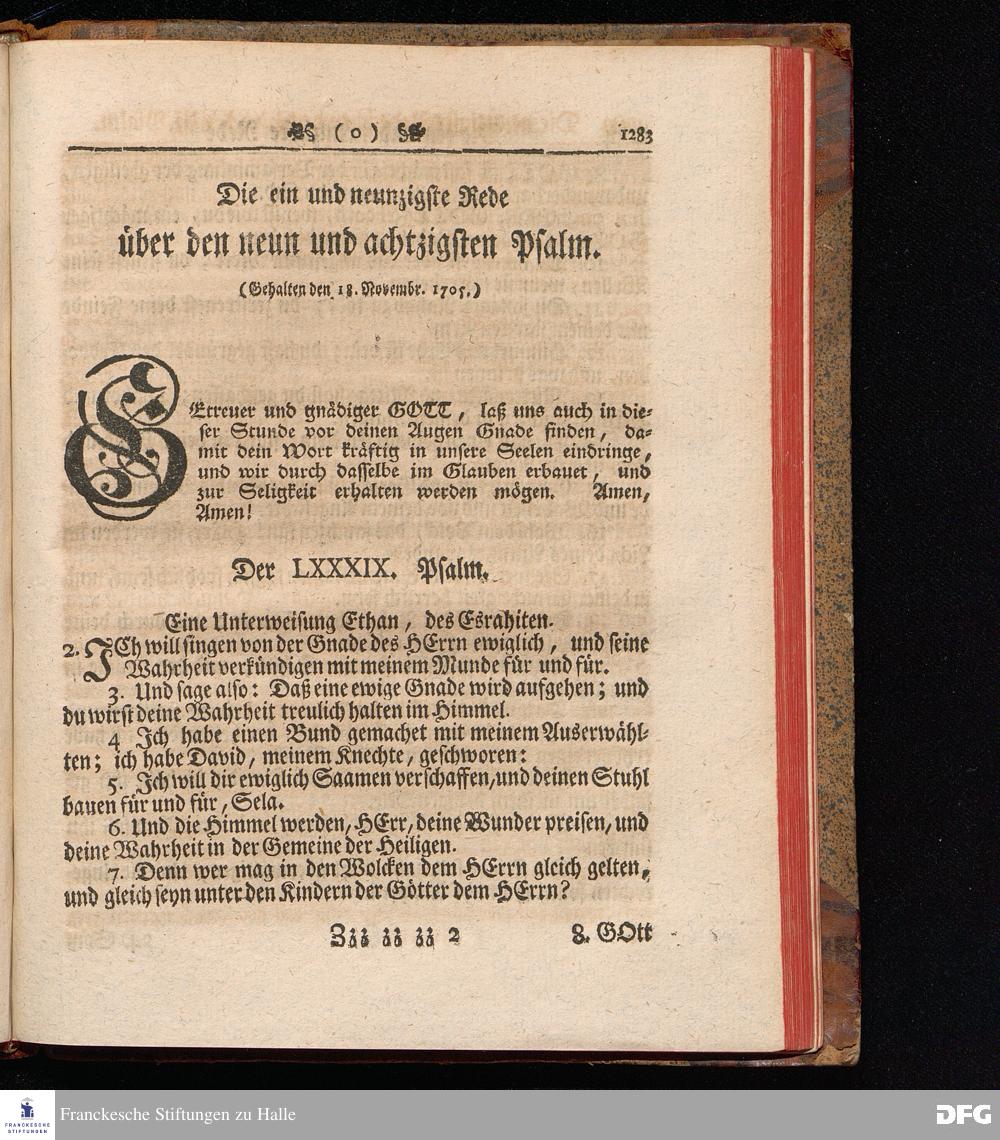 ( o ) 1283
Die ein und neunzigste Rede
über den neun und achtzigsten Psalm.
(Gehalten den 18. Novembr. 1705.)
GEtreuer und gnädiger GOTT, laß uns auch in die-
ser Stunde vor deinen Augen Gnade finden, da-
mit dein Wort kräftig in unsere Seelen eindringe,
und wir durch dasselbe im Glauben erbauet, und
zur Seligkeit erhalten werden mögen. Amen,
Amen!
Der LXXXIX. Psalm.
Eine Unterweisung Ethan, des Esrahiten.
2. JCh will singen von der Gnade des HErrn ewiglich, und seine
Wahrheit verkündigen mit meinem Munde für und für.
3. Und sage also: Daß eine ewige Gnade wird aufgehen; und
du wirst deine Wahrheit treulich halten im Himmel.
4 Ich habe einen Bund gemachet mit meinem Auserwähl-
ten; ich habe David, meinem Knechte, geschworen:
5. Ich will dir ewiglich Saamen verschaffen, und deinen Stuhl
bauen für und für, Sela.
6. Und die Himmel werden, HErr, deine Wunder preisen, und
deine Wahrheit in der Gemeine der Heiligen.
7. Denn wer mag in den Wolcken dem HErrn gleich gelten,
und gleich seyn unter den Kindern der Götter dem HErrn?
Zzz zz zz 2 8. GOtt
FRANCKESCHE
STIFTUNGEN
Franckesche Stiftungen zu Halle
DFG